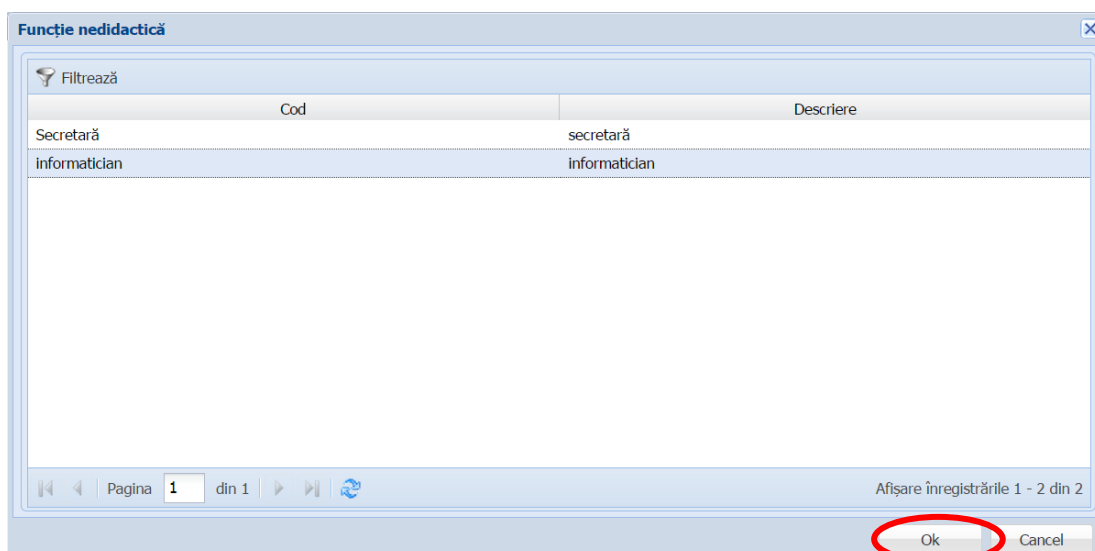 Funcție nedidactică
Filtrează
Cod Descriere
Secretară secretară
informatician informatician
Pagina 1 din 1 Afișare înregistrările 1 - 2 din 2
Ok Cancel